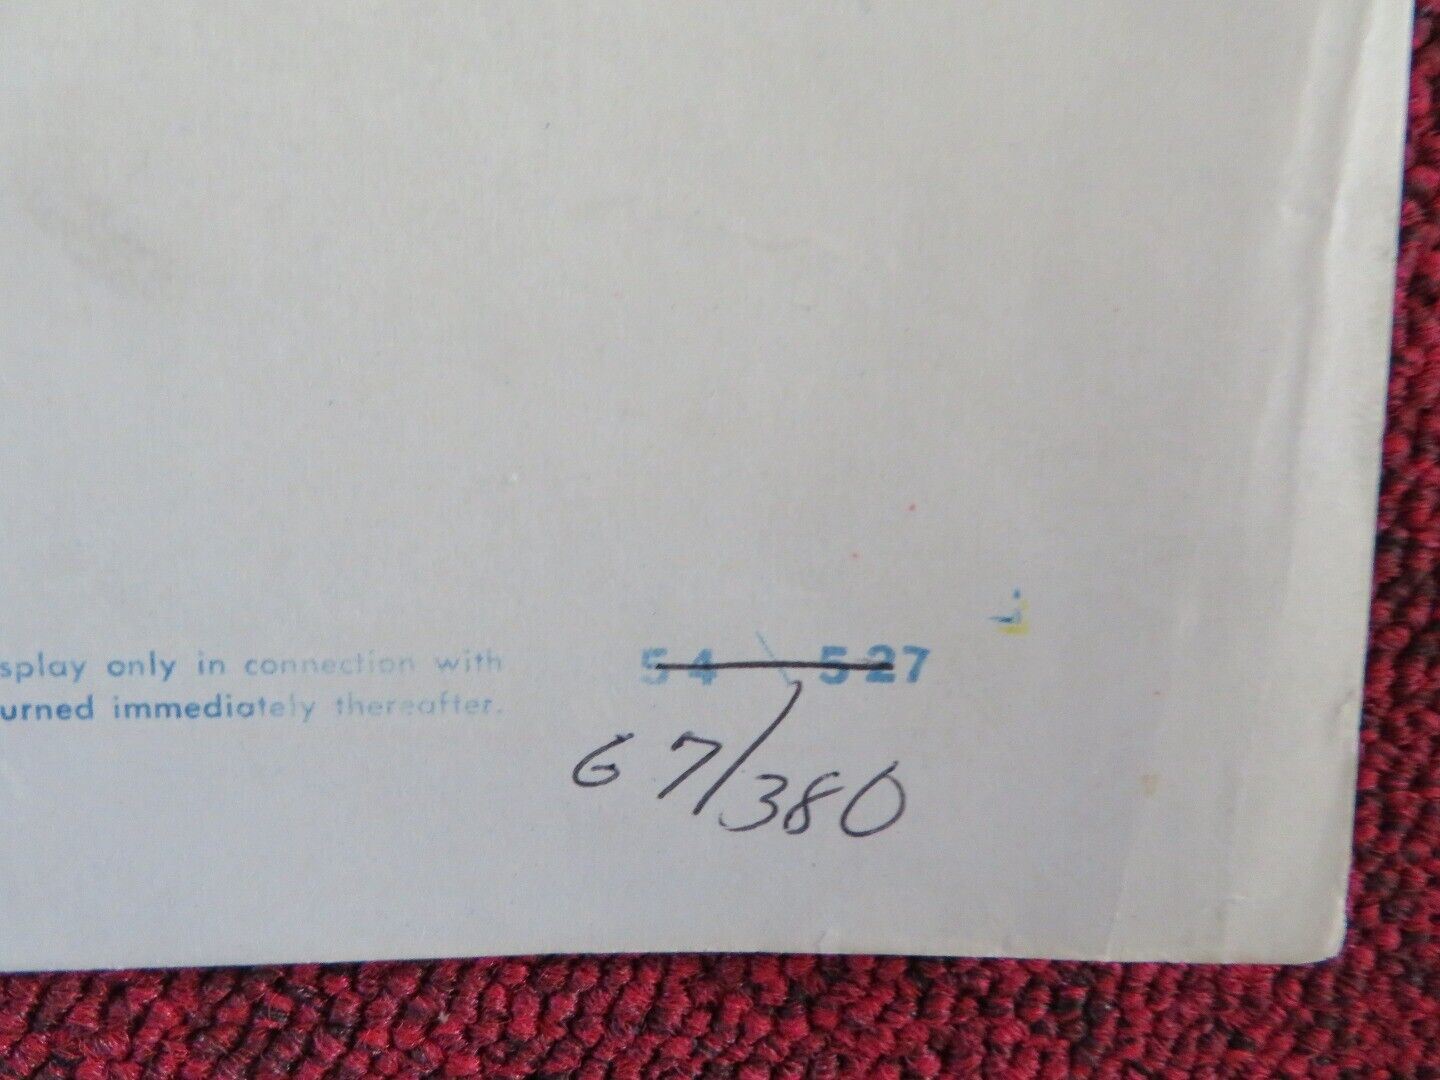 splay only in connection with
urned immediately thereafter.
54 527
67/380